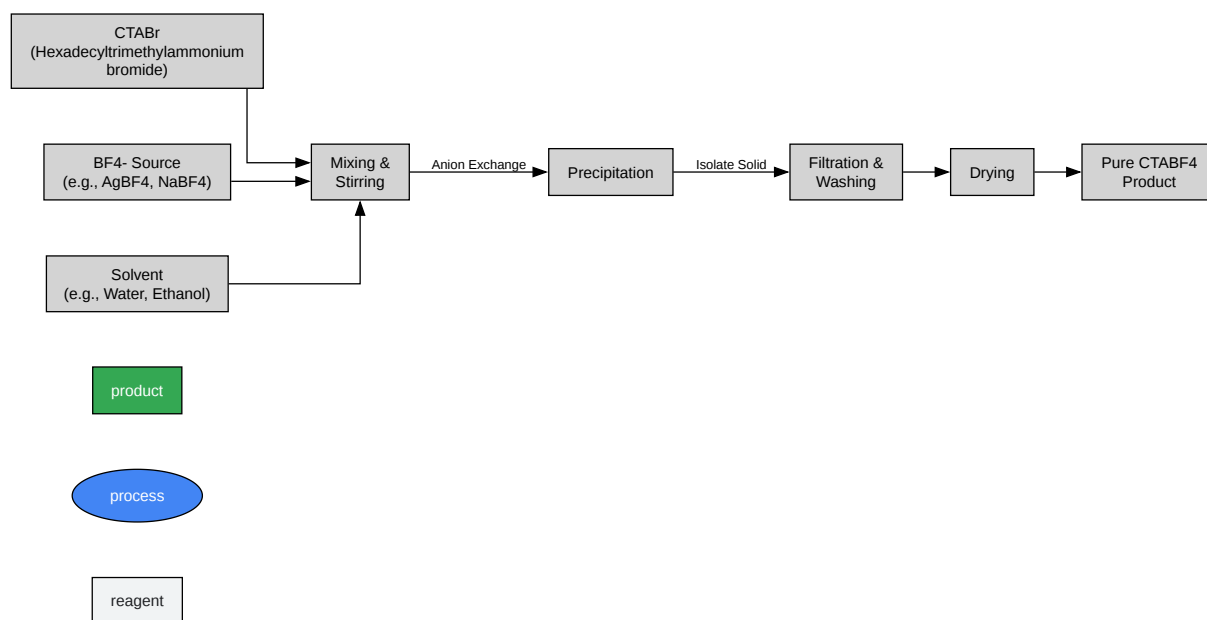 CTABr
(Hexadecyltrimethylammonium
bromide)
BF4- Source
(e.g., AgBF4, NaBF4)
Solvent
(e.g., Water, Ethanol)
Mixing &
Stirring
Anion Exchange
Precipitation
Isolate Solid
Filtration &
Washing
Drying
Pure CTABF4
Product
product
process
reagent